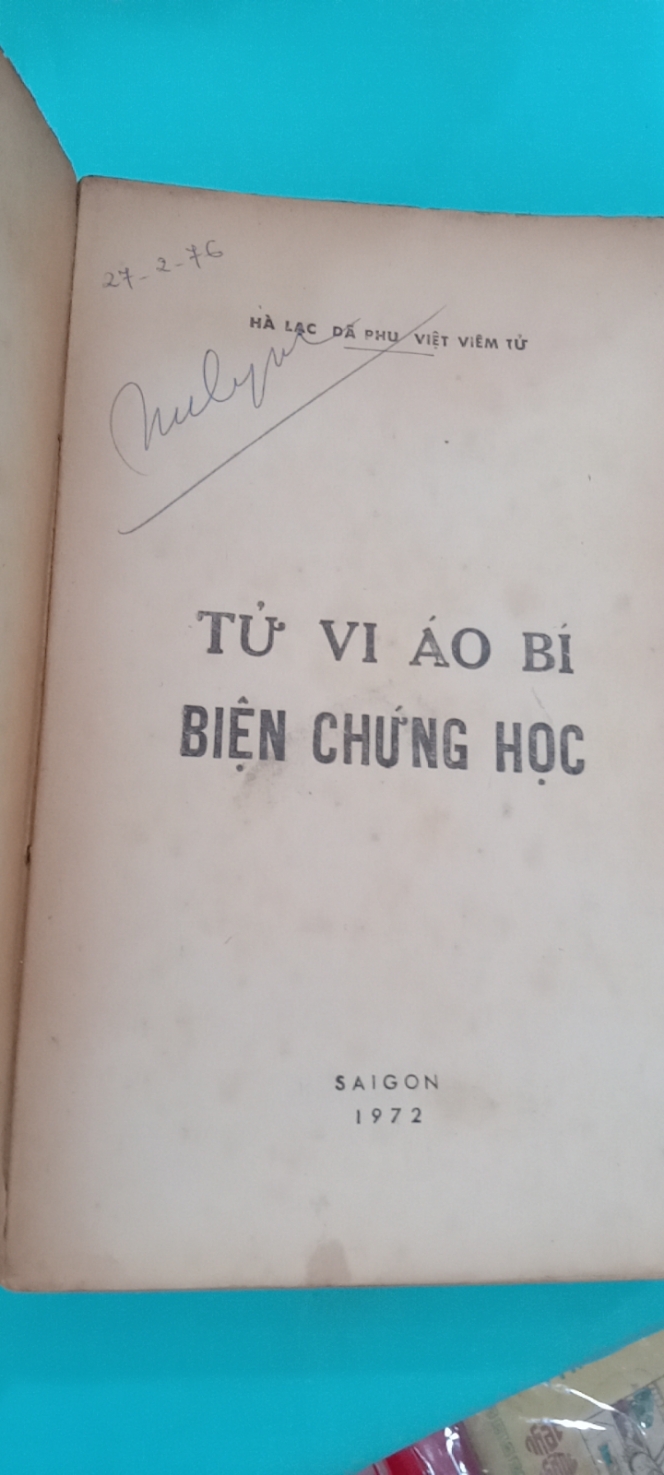 27-2-76
HÀ LẠC DÃ PHU VIỆT VIÊM TỬ
TỬ VI ÁO BÍ
BIỆN CHỨNG HỌC
SAIGON
1972